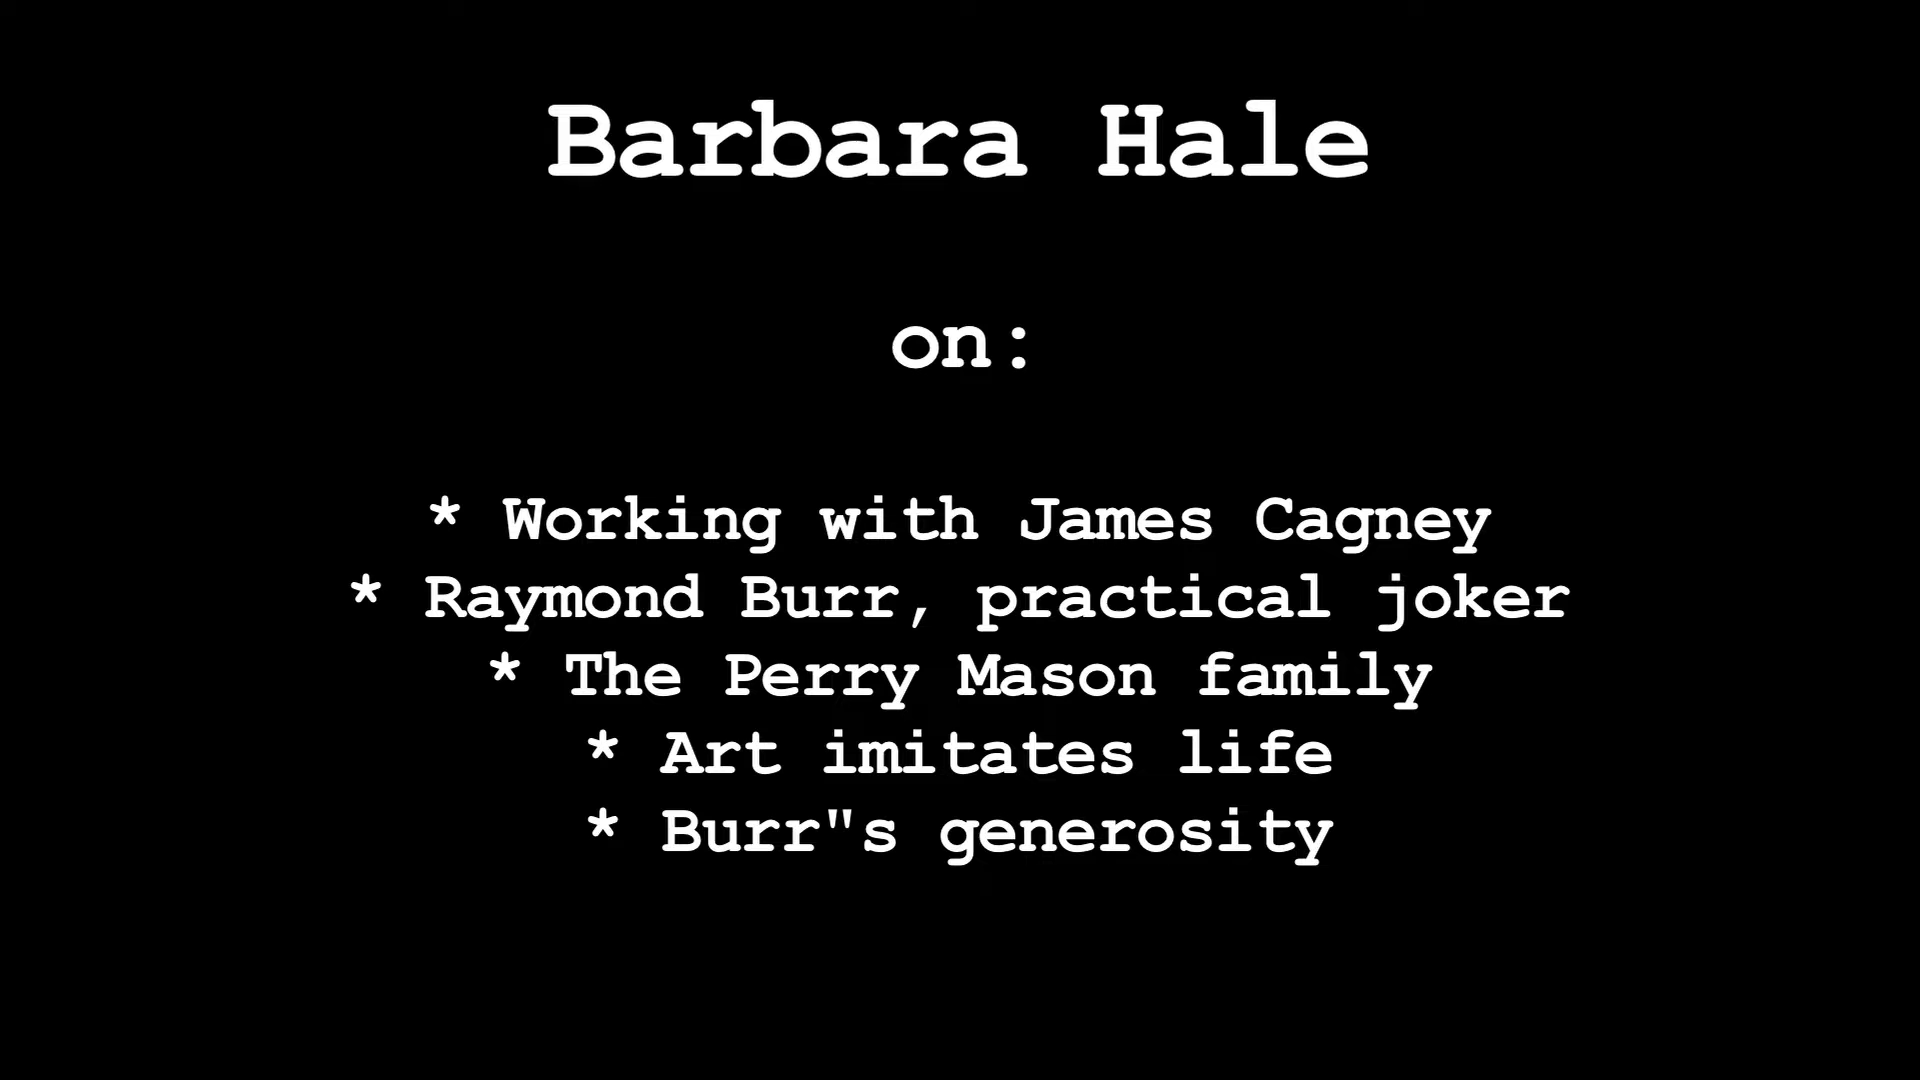 Barbara Hale
on:
* Working with James Cagney
* Raymond Burr, practical joker
* The Perry Mason family
* Art imitates life
* Burr"s generosity